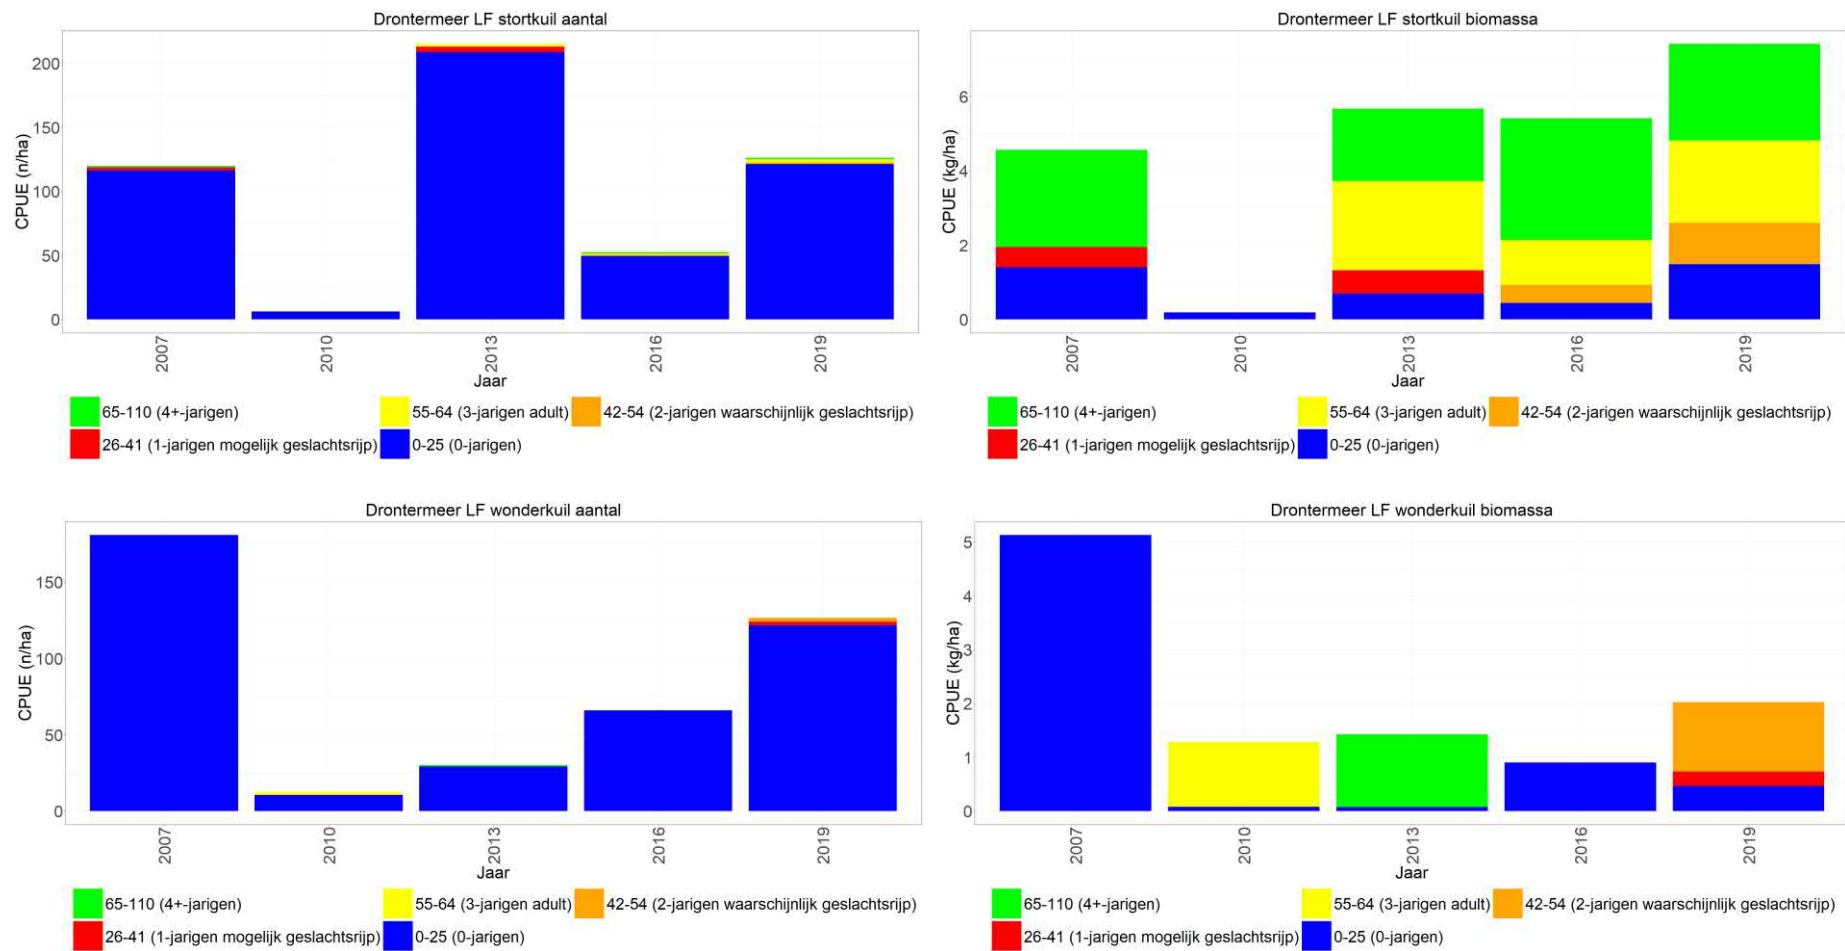 Drontermeer LF stortkuil aantal
CPUE (n/ha)
200
150
100
50
0
2007
2010
2013
2016
2019
Jaar
65-110 (4+-jarigen)
55-64 (3-jarigen adult)
42-54 (2-jarigen waarschijnlijk geslachtsrijp)
26-41 (1-jarigen mogelijk geslachtsrijp)
0-25 (0-jarigen)
Drontermeer LF stortkuil biomassa
CPUE (kg/ha)
6
4
2
0
2007
2010
2013
2016
2019
Jaar
65-110 (4+-jarigen)
55-64 (3-jarigen adult)
42-54 (2-jarigen waarschijnlijk geslachtsrijp)
26-41 (1-jarigen mogelijk geslachtsrijp)
0-25 (0-jarigen)
Drontermeer LF wonderkuil aantal
CPUE (n/ha)
150
100
50
0
2007
2010
2013
2016
2019
Jaar
65-110 (4+-jarigen)
55-64 (3-jarigen adult)
42-54 (2-jarigen waarschijnlijk geslachtsrijp)
26-41 (1-jarigen mogelijk geslachtsrijp)
0-25 (0-jarigen)
Drontermeer LF wonderkuil biomassa
CPUE (kg/ha)
5
4
3
2
1
0
2007
2010
2013
2016
2019
Jaar
65-110 (4+-jarigen)
55-64 (3-jarigen adult)
42-54 (2-jarigen waarschijnlijk geslachtsrijp)
26-41 (1-jarigen mogelijk geslachtsrijp)
0-25 (0-jarigen)